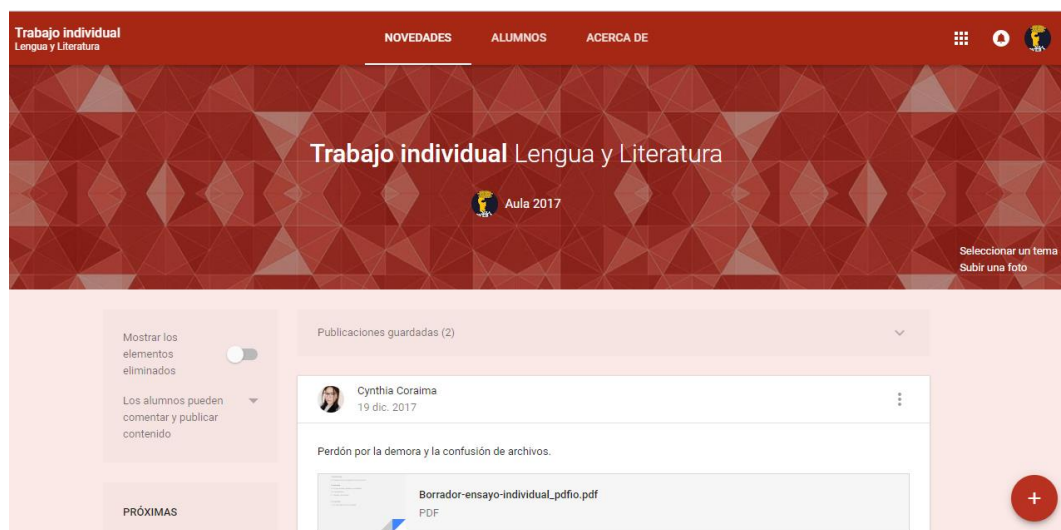 Trabajo individual
Lengua y Literatura
NOVEDADES
ALUMNOS
ACERCA DE
Trabajo individual Lengua y Literatura
Aula 2017
Seleccionar un tema
Subir una foto
Mostrar los
elementos
eliminados
Los alumnos pueden
comentar y publicar
contenido
PRÓXIMAS
Publicaciones guardadas (2)
Cynthia Coraima
19 dic. 2017
Perdón por la demora y la confusión de archivos.
Borrador-ensayo-individual_pdfio.pdf
PDF